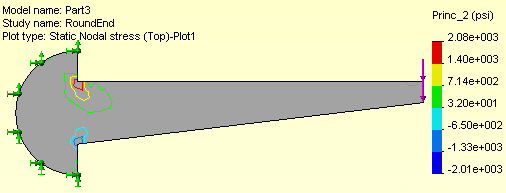 Model name: Part3
Study name: RoundEnd
Plot type: Static Nodal stress (Top)-Plot1
Princ_2 (psi)
2.08e+003
1.40e+003
7.14e+002
3.20e+001
-6.50e+002
-1.33e+003
-2.01e+003